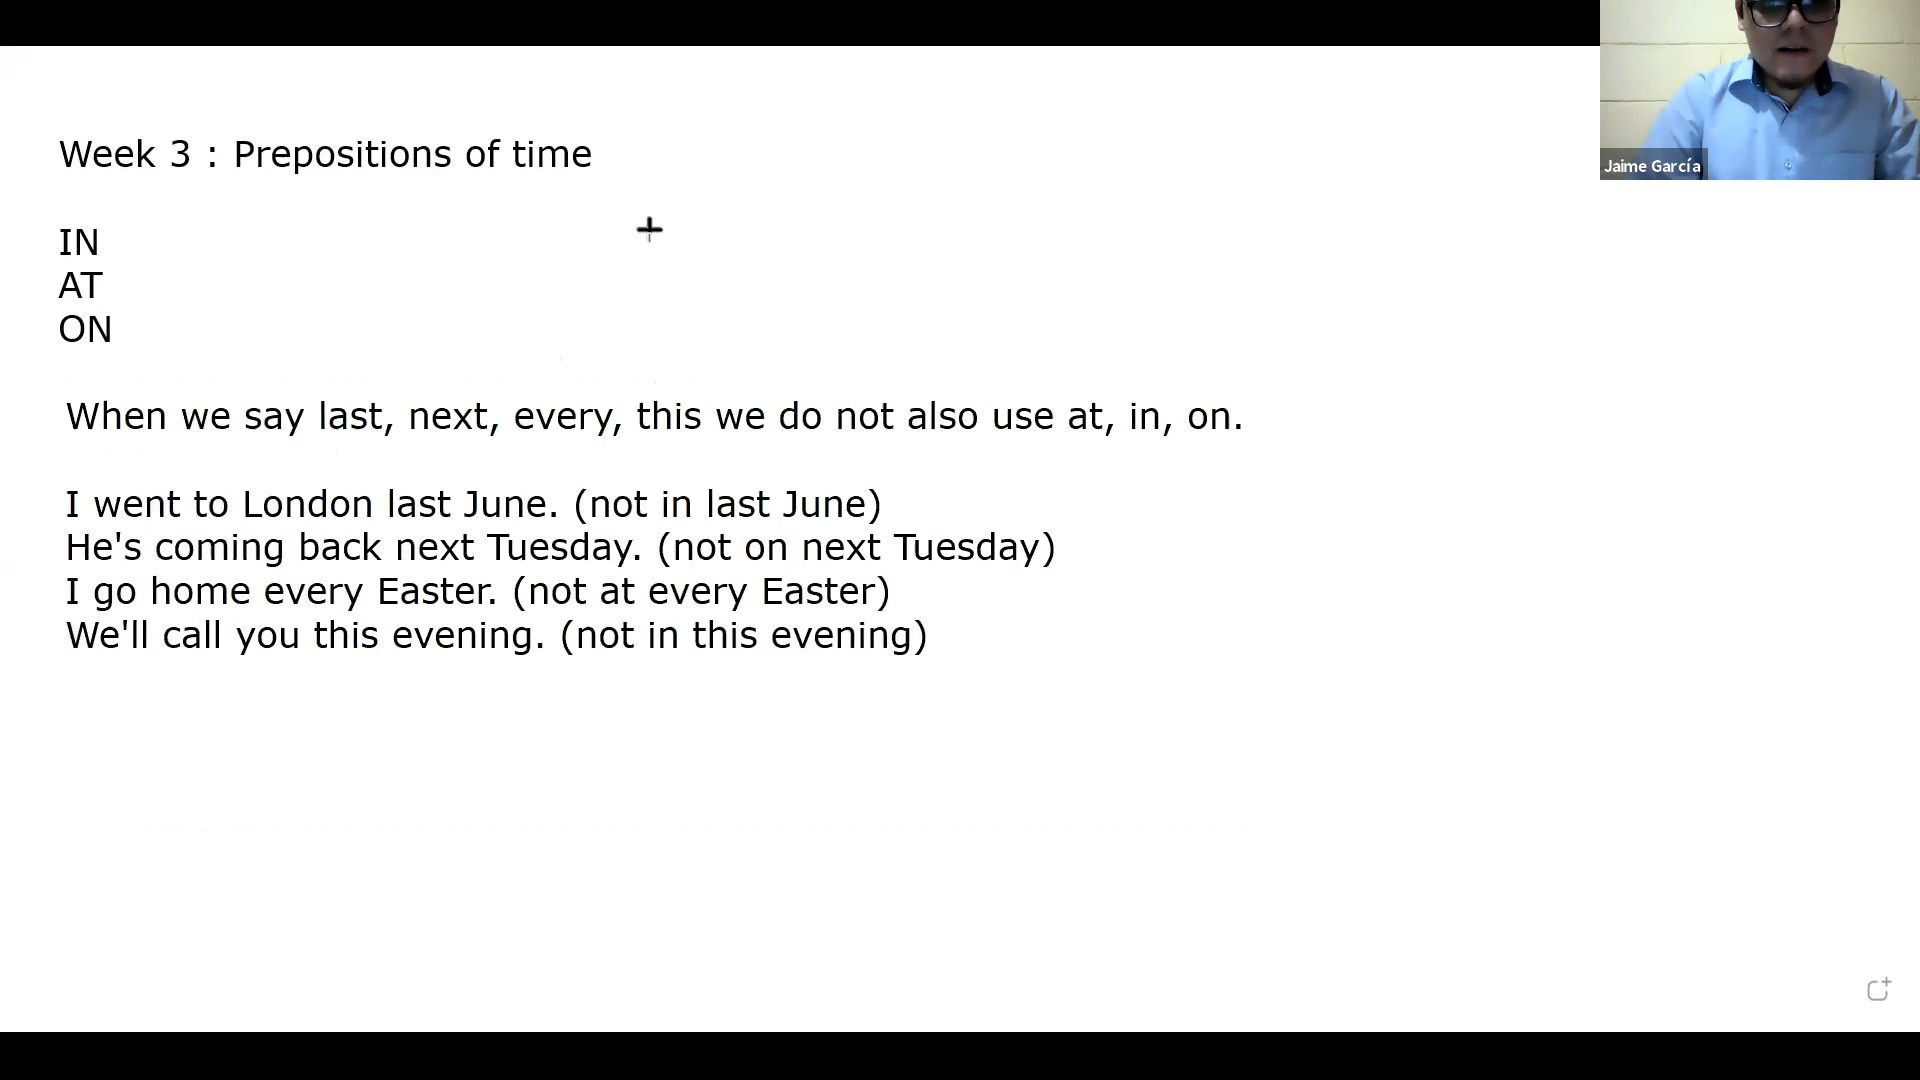 Week 3 : Prepositions of time
IN
AT
ON
When we say last, next, every, this we do not also use at, in, on.
I went to London last June. (not in last June)
He's coming back next Tuesday. (not on next Tuesday)
I go home every Easter. (not at every Easter)
We'll call you this evening. (not in this evening)
Jaime García